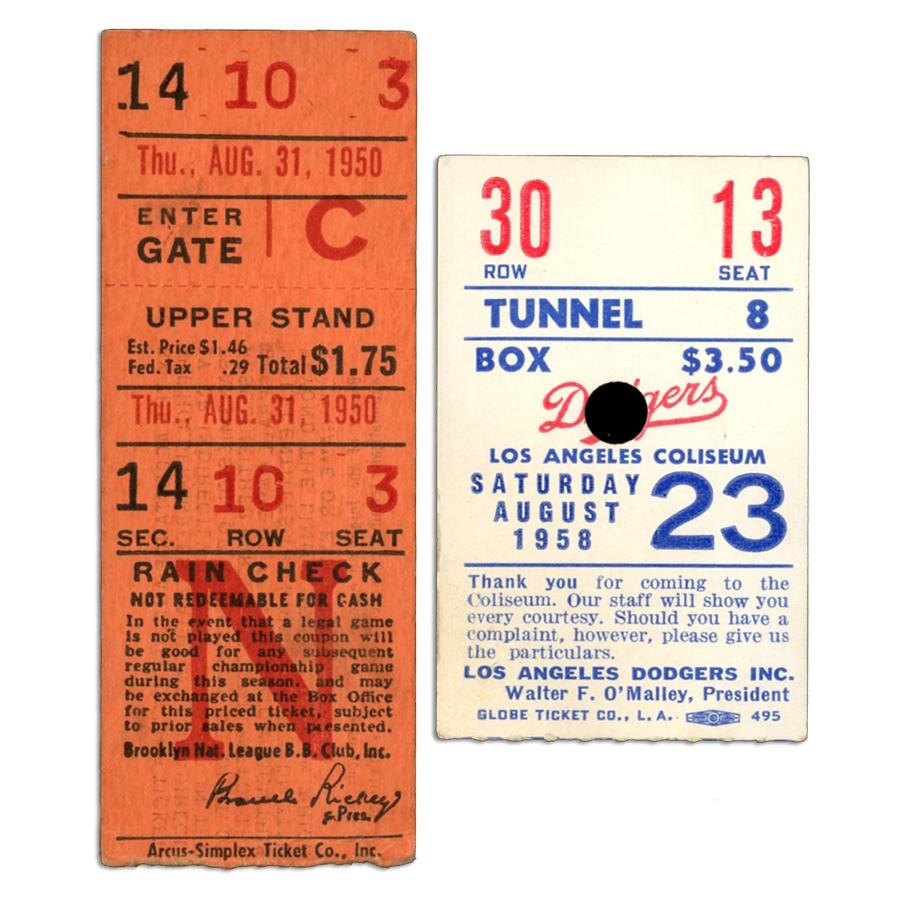 14 10 3
Thu., AUG. 31, 1950
ENTER
GATE C
UPPER STAND
Est. Price $1.46
Fed. Tax .29 Total $1.75
Thu., AUG. 31, 1950
14 10 3
SEC. ROW SEAT
N
RAIN CHECK
NOT REDEEMABLE FOR CASH
In the event that a legal game
is not played this coupon will
be good for any subsequent
regular championship game
during this season, and may
be exchanged at the Box Office
for this priced ticket, subject
to prior sales when presented.
Brooklyn Nat. League B.B. Club, Inc.
Branch Rickey
Pres.
Arcus-Simplex Ticket Co., Inc.
30 13
ROW SEAT
TUNNEL 8
BOX $3.50
Dodgers
LOS ANGELES COLISEUM
SATURDAY
AUGUST 23
1958
Thank you for coming to the
Coliseum. Our staff will show you
every courtesy. Should you have a
complaint, however, please give us
the particulars.
LOS ANGELES DODGERS INC.
Walter F. O'Malley, President
GLOBE TICKET CO., L.A. 495